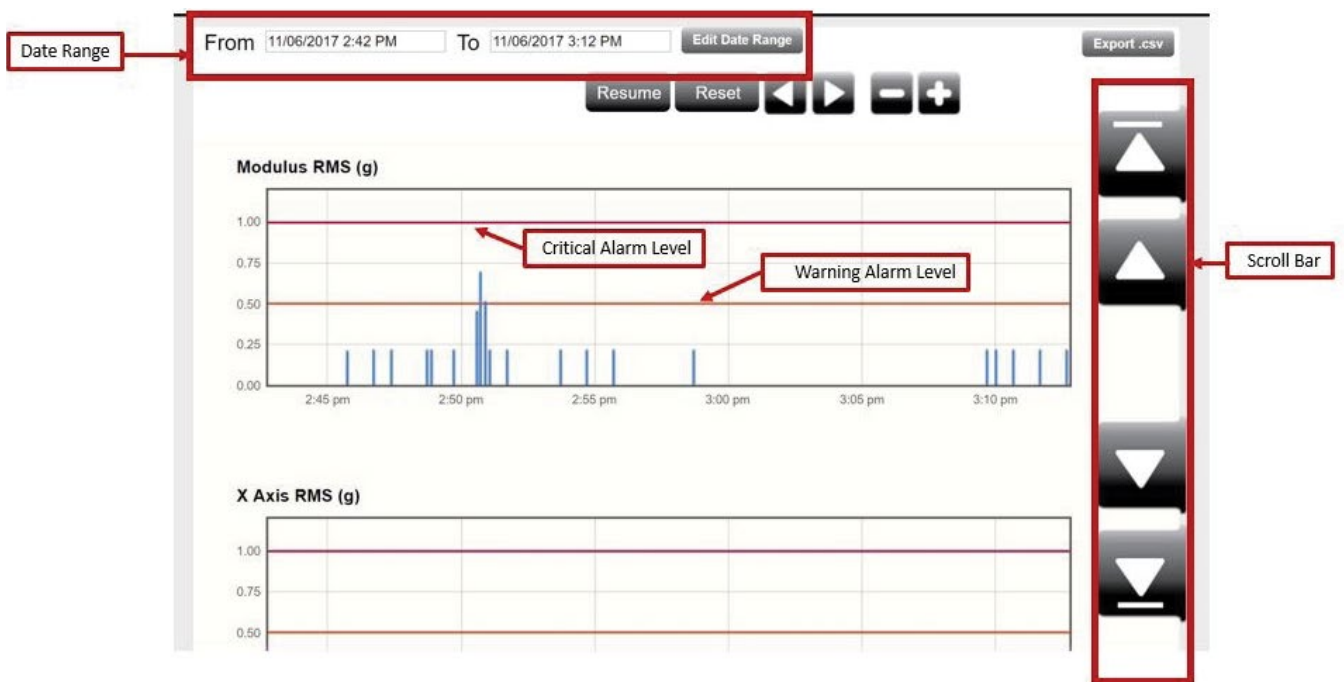 Date Range
From 11/06/2017 2:42 PM To 11/06/2017 3:12 PM Edit Date Range
Export .csv
Resume Reset
Modulus RMS (g)
1.00
Critical Alarm Level
0.75
Warning Alarm Level
Scroll Bar
0.50
0.25
0.00
2:45 pm 2:50 pm 2:55 pm 3:00 pm 3:05 pm 3:10 pm
X Axis RMS (g)
1.00
0.75
0.50